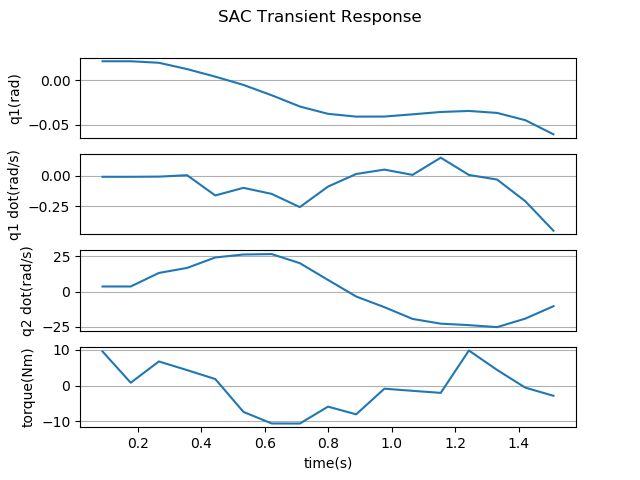 SAC Transient Response
q1(rad)
0.00
−0.05
q1 dot(rad/s)
0.00
−0.25
q2 dot(rad/s)
25
0
−25
torque(Nm)
10
0
−10
0.2 0.4 0.6 0.8 1.0 1.2 1.4
time(s)